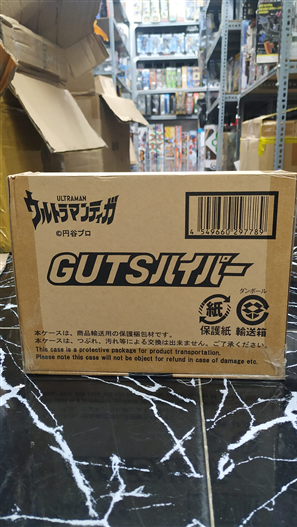 ULTRAMAN
ウルトラマンティガ
©円谷プロ
4 549660 297789
GUTSハイパー
ダンボール
紙
保護紙 輸送箱
本ケースは、商品輸送用の保護梱包材です。
本ケースは、つぶれ、汚れ等による交換は出来ません。ご了承ください。
This case is a protective package for product transportation.
Please note this case will not be object for refund in case of damage etc.